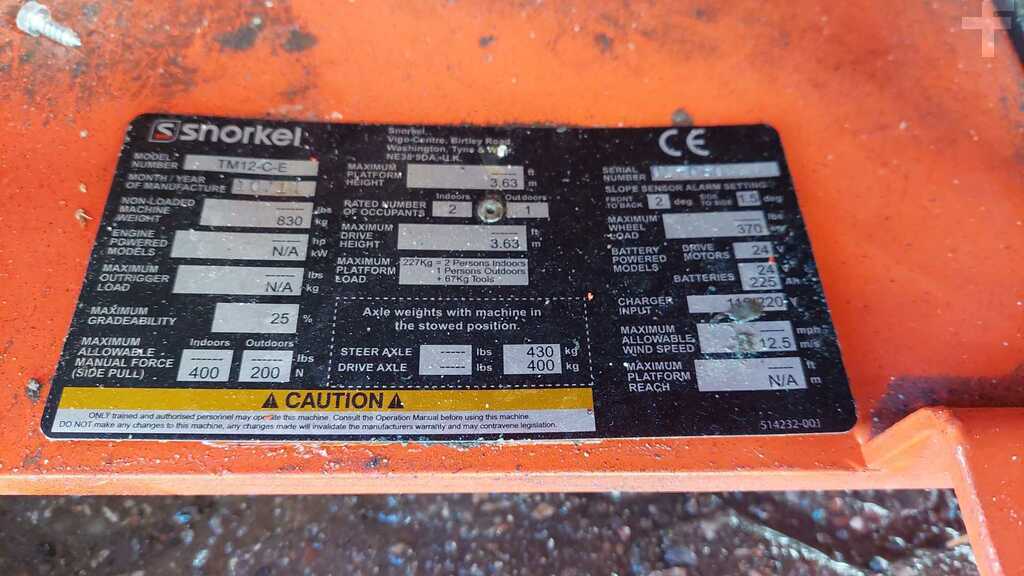 snorkel
Snorkel
Vigo-Centre, Birtley Road,
Washington, Tyne &
NE38 9DA, U.K.
CE
MODEL NUMBER TM12-C-E
MONTH / YEAR OF MANUFACTURE
NON-LOADED MACHINE WEIGHT ----- lbs
830 kg
ENGINE POWERED MODELS ----- hp
N/A kW
MAXIMUM OUTRIGGER LOAD ----- lbs
N/A kg
MAXIMUM GRADEABILITY 25 %
MAXIMUM ALLOWABLE MANUAL FORCE (SIDE PULL)
Indoors Outdoors
----- ----- lbs
400 200 N
MAXIMUM PLATFORM HEIGHT ----- ft
3.63 m
RATED NUMBER OF OCCUPANTS
Indoors Outdoors
2 1
MAXIMUM DRIVE HEIGHT ----- ft
3.63 m
MAXIMUM PLATFORM LOAD
227Kg = 2 Persons Indoors
1 Persons Outdoors
+ 67Kg Tools
Axle weights with machine in
the stowed position.
STEER AXLE ----- lbs 430 kg
DRIVE AXLE ----- lbs 400 kg
SERIAL NUMBER
SLOPE SENSOR ALARM SETTING
FRONT TO BACK 2 deg SIDE TO SIDE 1.5 deg
MAXIMUM WHEEL LOAD ----- lbs
370 kg
BATTERY POWERED MODELS
DRIVE MOTORS 24 V
BATTERIES 24 V
225 Ah
CHARGER INPUT 220 V
MAXIMUM ALLOWABLE WIND SPEED ----- mph
12.5 m/s
MAXIMUM PLATFORM REACH ----- ft
N/A m
CAUTION
ONLY trained and authorised personnel may operate this machine. Consult the Operation Manual before using this machine.
DO NOT make any changes to this machine, any changes made will invalidate the manufacturers warranty and may contravene legislation.
514232-001